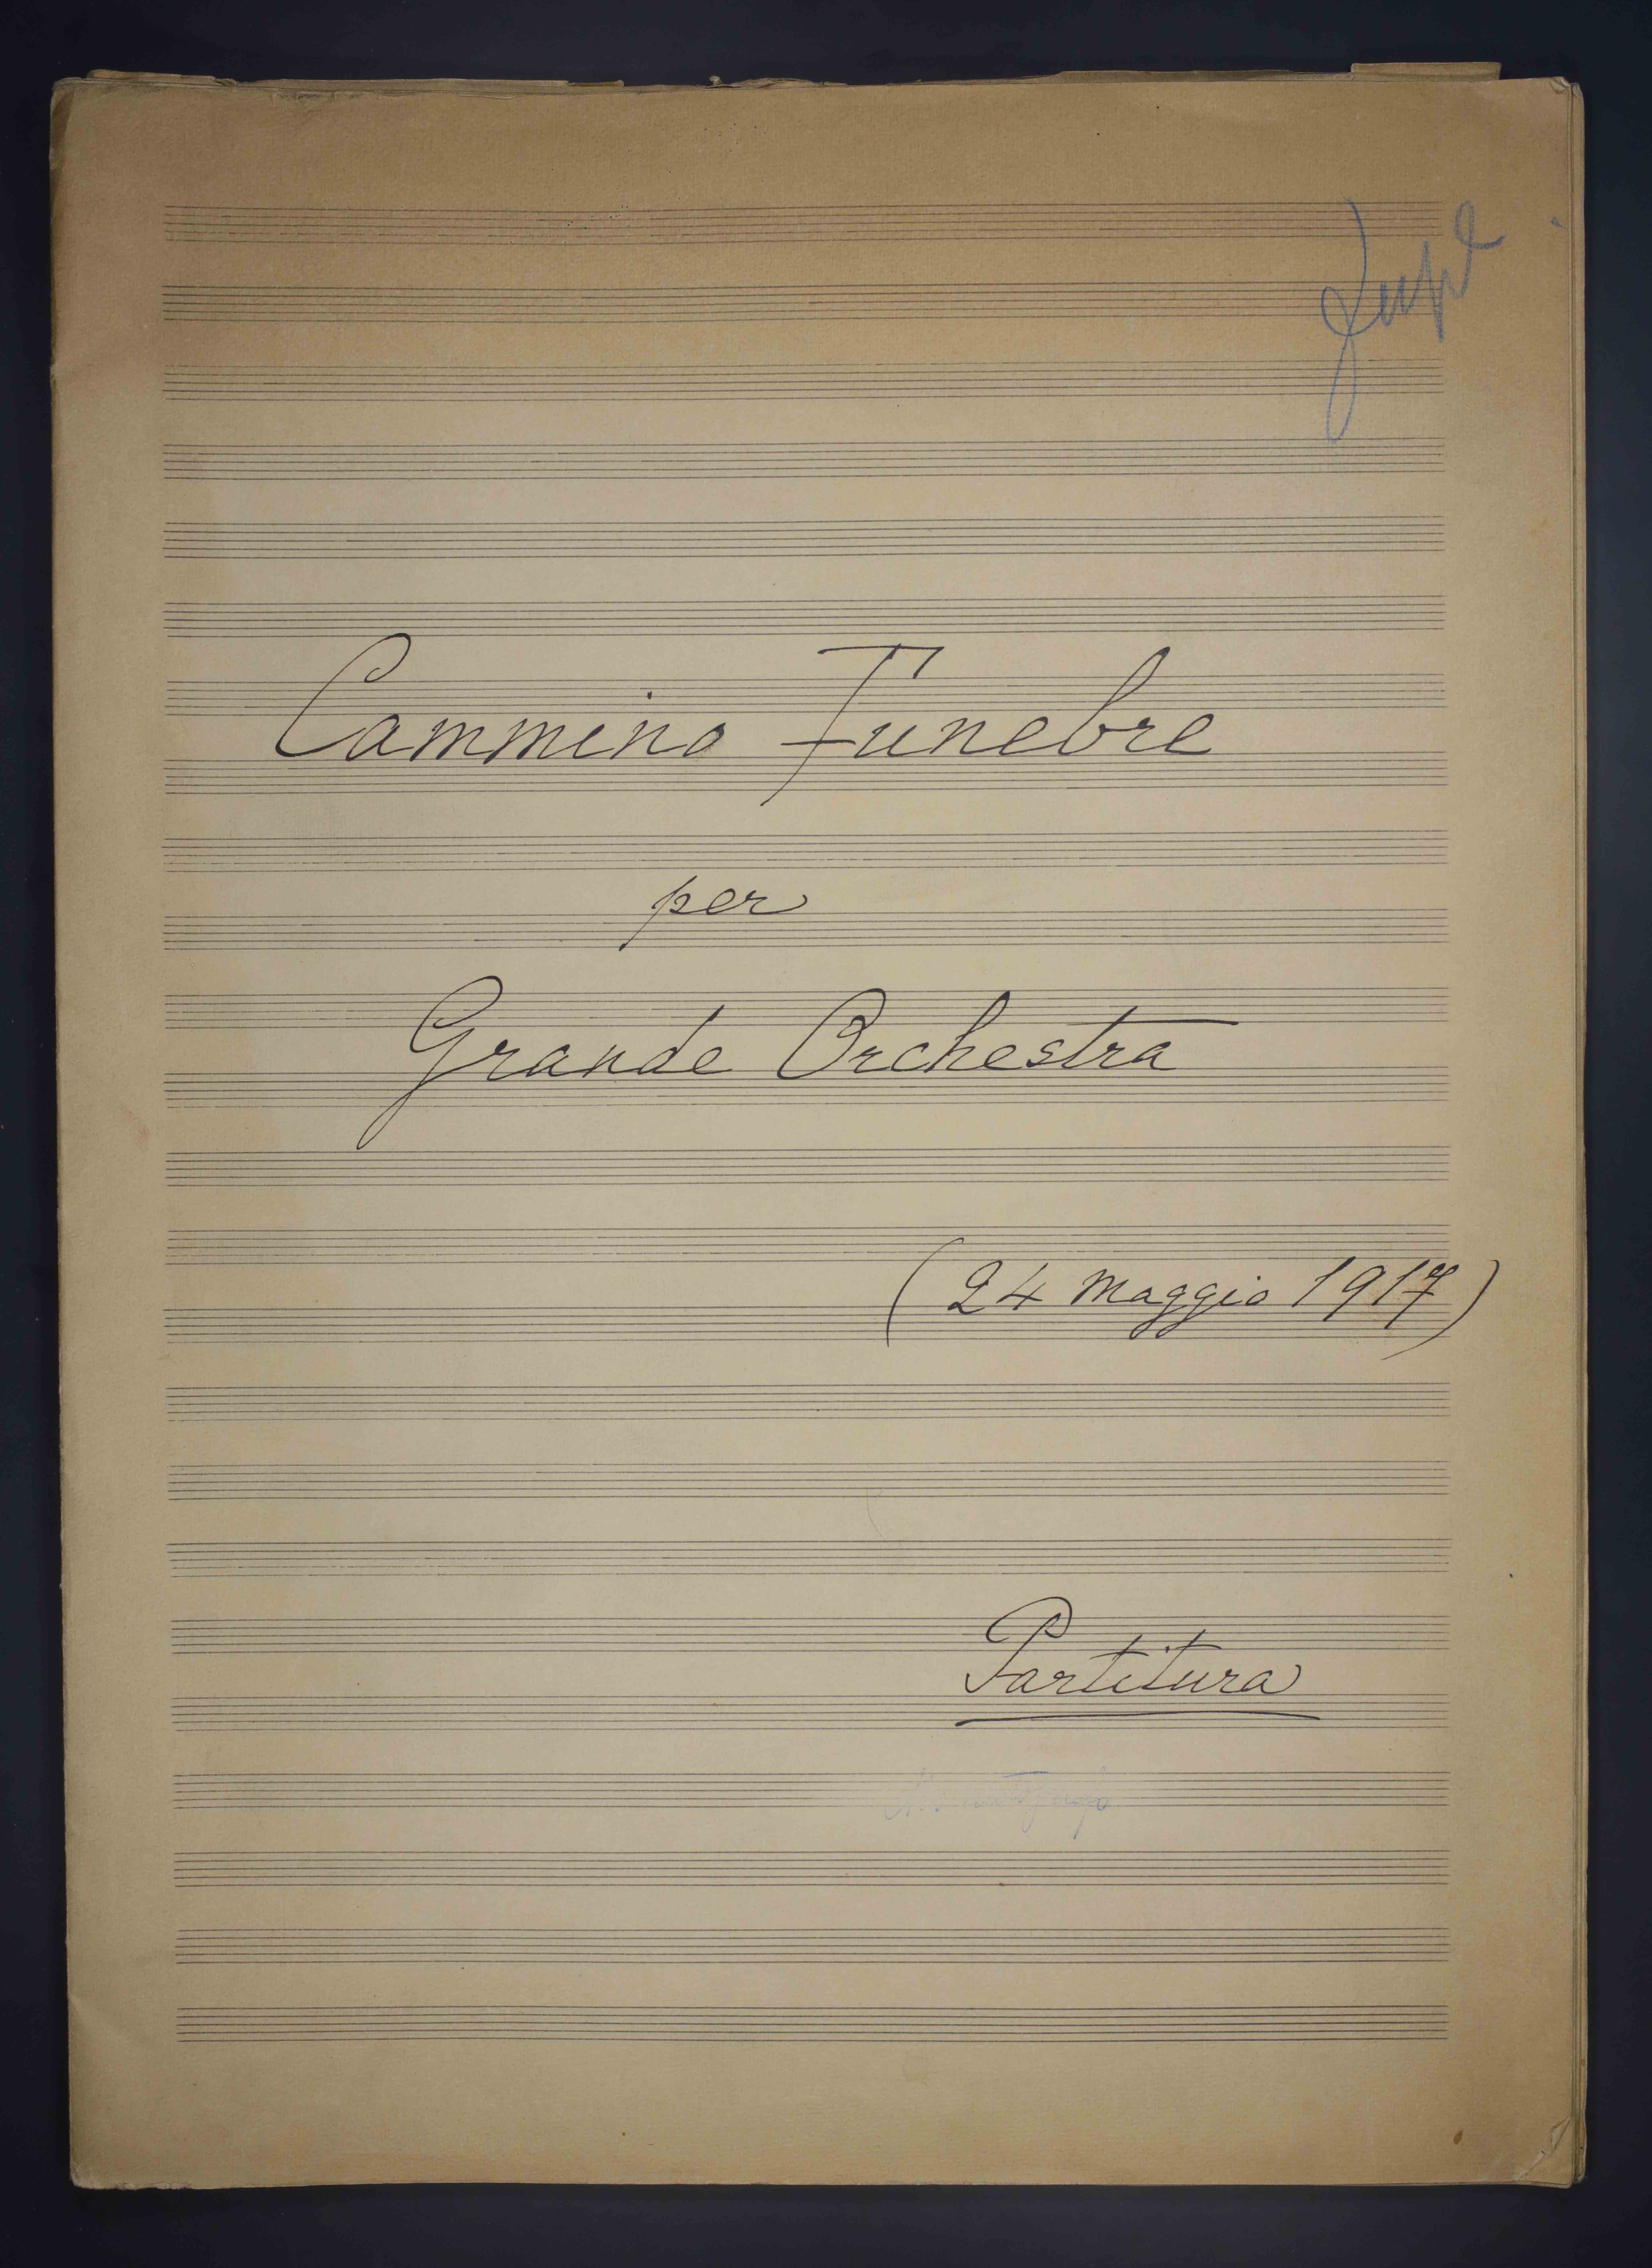 Cammino Funebre
per
Grande Orchestra
(24 Maggio 1917)
Partitura